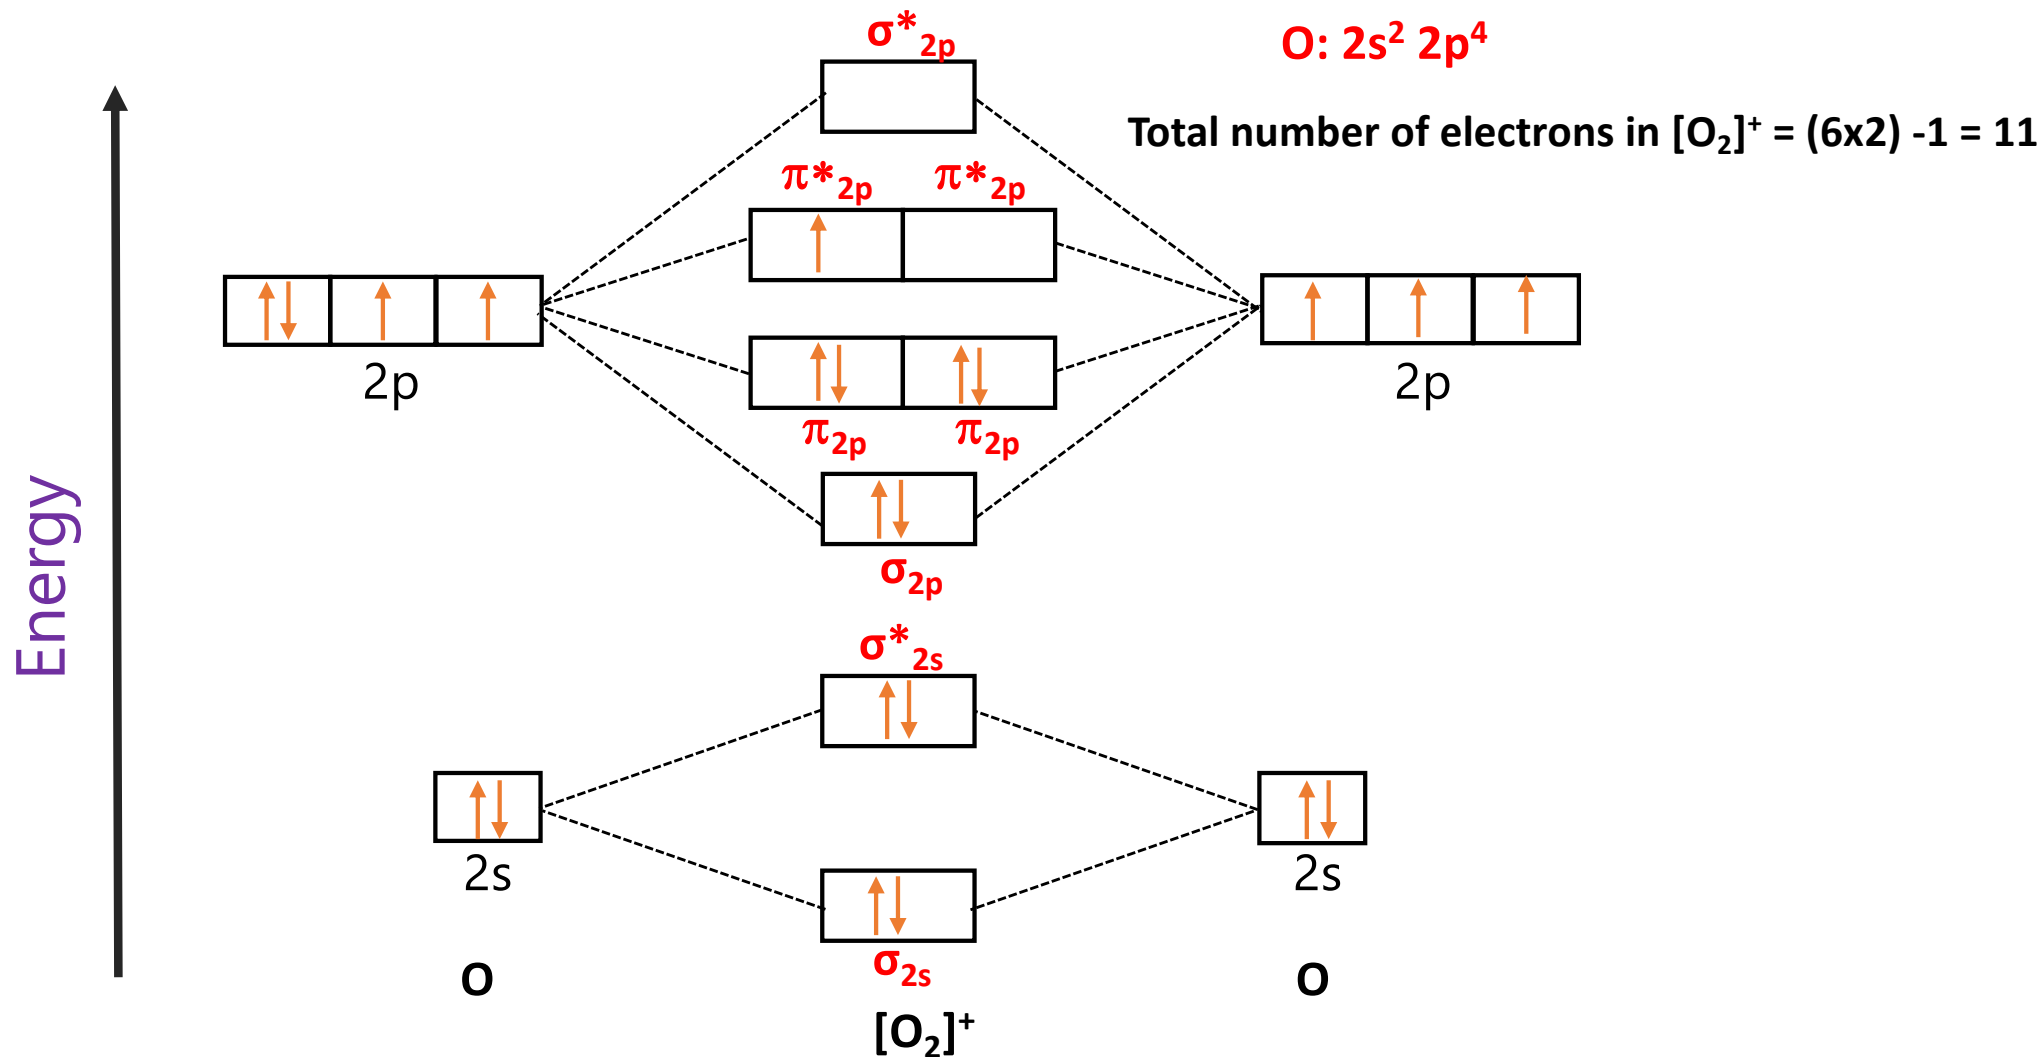 σ*₂ₚ
O: 2s² 2p⁴
Total number of electrons in [O₂]⁺ = (6x2) -1 = 11
π*₂ₚ π*₂ₚ
2p
2p
π₂ₚ π₂ₚ
Energy
σ₂ₚ
σ*₂ₛ
2s
2s
σ₂ₛ
O
O
[O₂]⁺